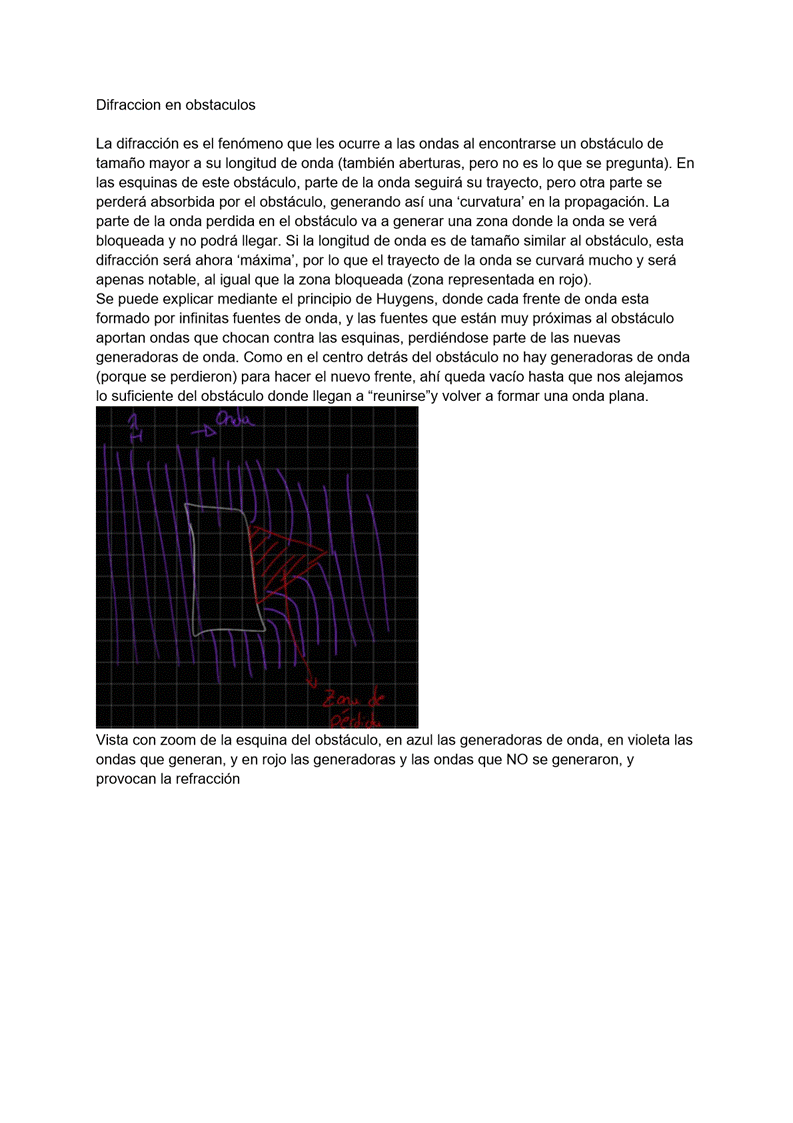 Difraccion en obstaculos
La difracción es el fenómeno que les ocurre a las ondas al encontrarse un obstáculo de
tamaño mayor a su longitud de onda (también aberturas, pero no es lo que se pregunta). En
las esquinas de este obstáculo, parte de la onda seguirá su trayecto, pero otra parte se
perderá absorbida por el obstáculo, generando así una ‘curvatura’ en la propagación. La
parte de la onda perdida en el obstáculo va a generar una zona donde la onda se verá
bloqueada y no podrá llegar. Si la longitud de onda es de tamaño similar al obstáculo, esta
difracción será ahora ‘máxima’, por lo que el trayecto de la onda se curvará mucho y será
apenas notable, al igual que la zona bloqueada (zona representada en rojo).
Se puede explicar mediante el principio de Huygens, donde cada frente de onda esta
formado por infinitas fuentes de onda, y las fuentes que están muy próximas al obstáculo
aportan ondas que chocan contra las esquinas, perdiéndose parte de las nuevas
generadoras de onda. Como en el centro detrás del obstáculo no hay generadoras de onda
(porque se perdieron) para hacer el nuevo frente, ahí queda vacío hasta que nos alejamos
lo suficiente del obstáculo donde llegan a “reunirse”y volver a formar una onda plana.
λ
Onda
Zona de
pérdida
Vista con zoom de la esquina del obstáculo, en azul las generadoras de onda, en violeta las
ondas que generan, y en rojo las generadoras y las ondas que NO se generaron, y
provocan la refracción